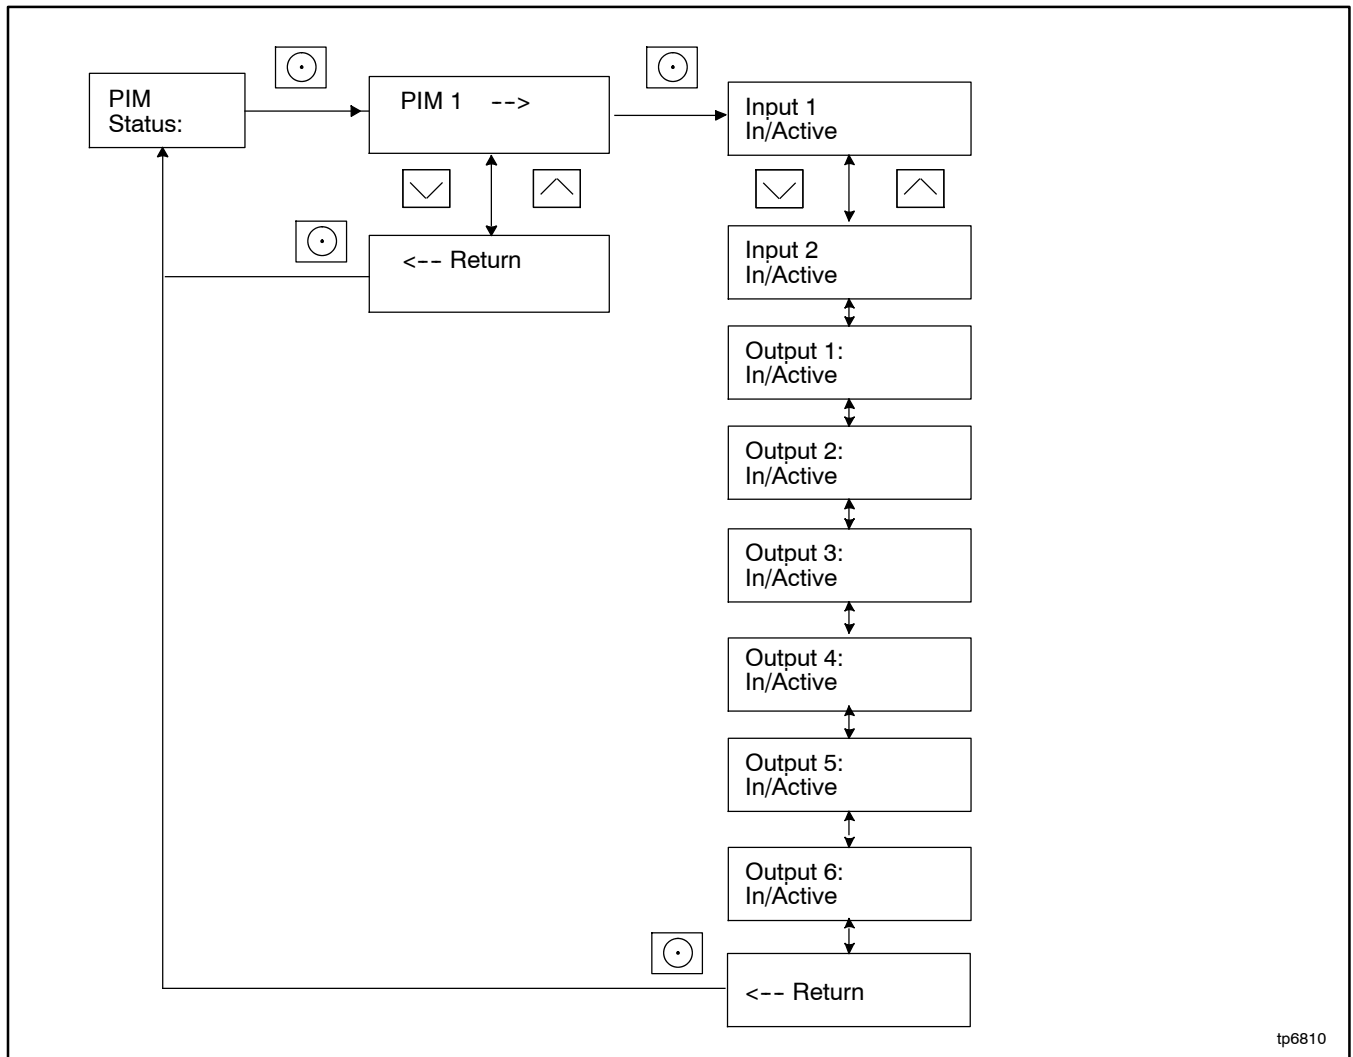 PIM
Status:
PIM 1 -->
<-- Return
Input 1
In/Active
Input 2
In/Active
Output 1:
In/Active
Output 2:
In/Active
Output 3:
In/Active
Output 4:
In/Active
Output 5:
In/Active
Output 6:
In/Active
<-- Return
tp6810